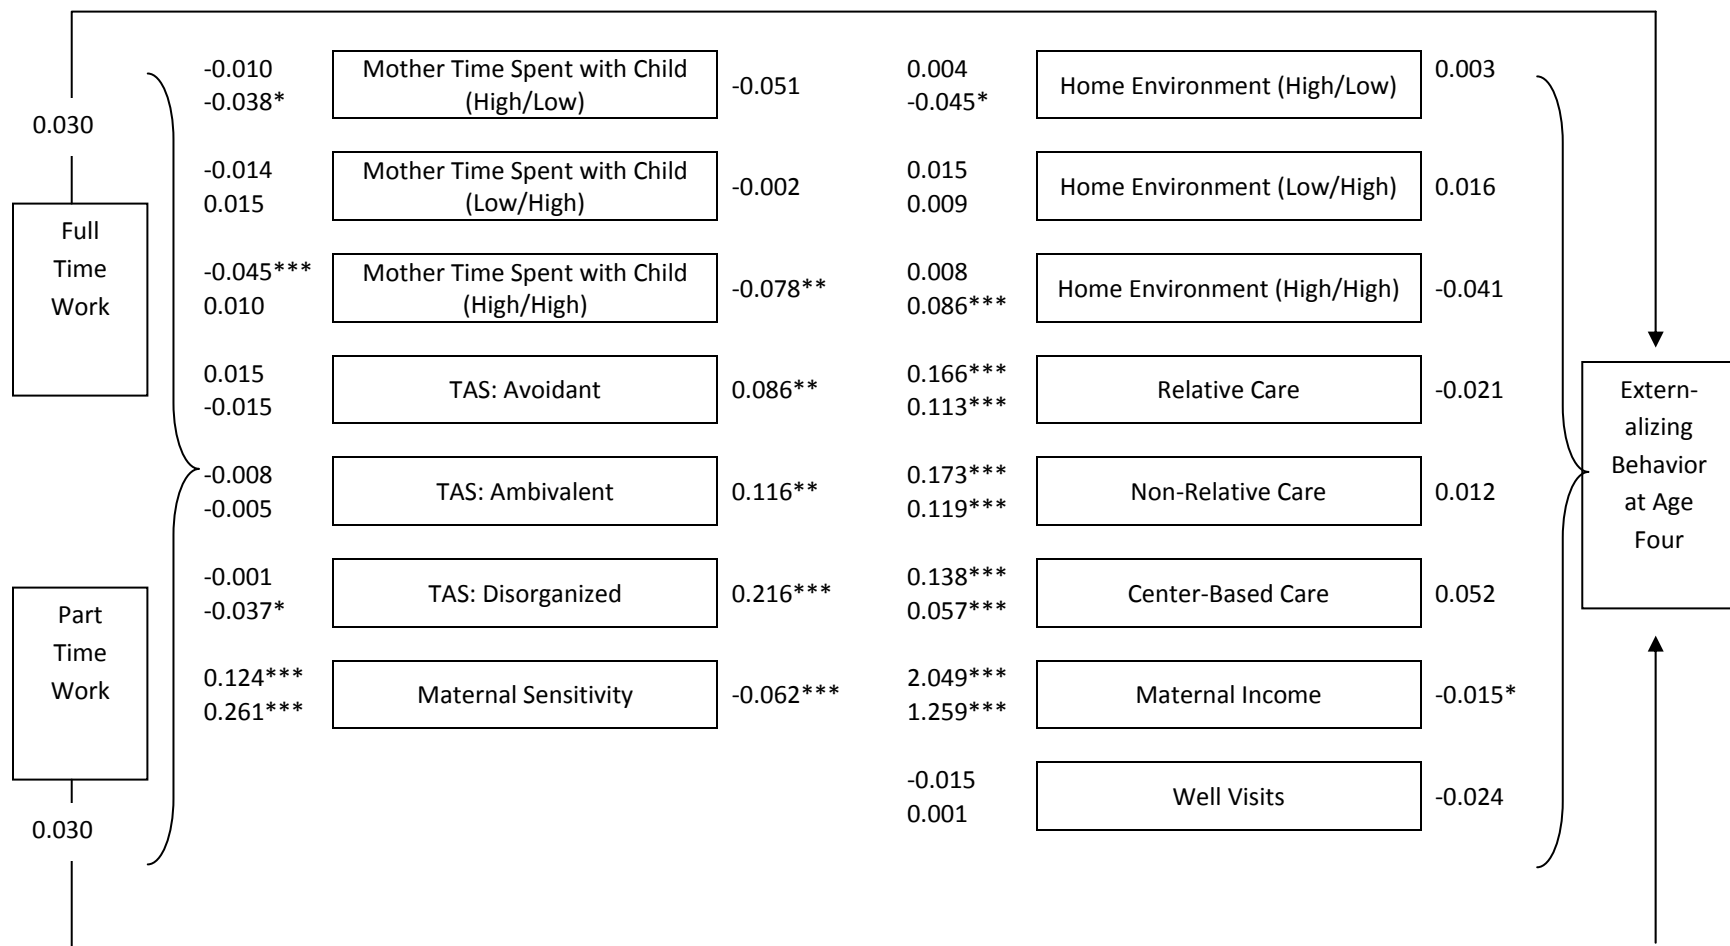 0.030
Full
Time
Work
Part
Time
Work
0.030
-0.010
-0.038*
Mother Time Spent with Child
(High/Low)
-0.051
-0.014
0.015
Mother Time Spent with Child
(Low/High)
-0.002
-0.045***
0.010
Mother Time Spent with Child
(High/High)
-0.078**
0.015
-0.015
TAS: Avoidant
0.086**
-0.008
-0.005
TAS: Ambivalent
0.116**
-0.001
-0.037*
TAS: Disorganized
0.216***
0.124***
0.261***
Maternal Sensitivity
-0.062***
0.004
-0.045*
Home Environment (High/Low)
0.003
0.015
0.009
Home Environment (Low/High)
0.016
0.008
0.086***
Home Environment (High/High)
-0.041
0.166***
0.113***
Relative Care
-0.021
0.173***
0.119***
Non-Relative Care
0.012
0.138***
0.057***
Center-Based Care
0.052
2.049***
1.259***
Maternal Income
-0.015*
-0.015
0.001
Well Visits
-0.024
Extern-
alizing
Behavior
at Age
Four